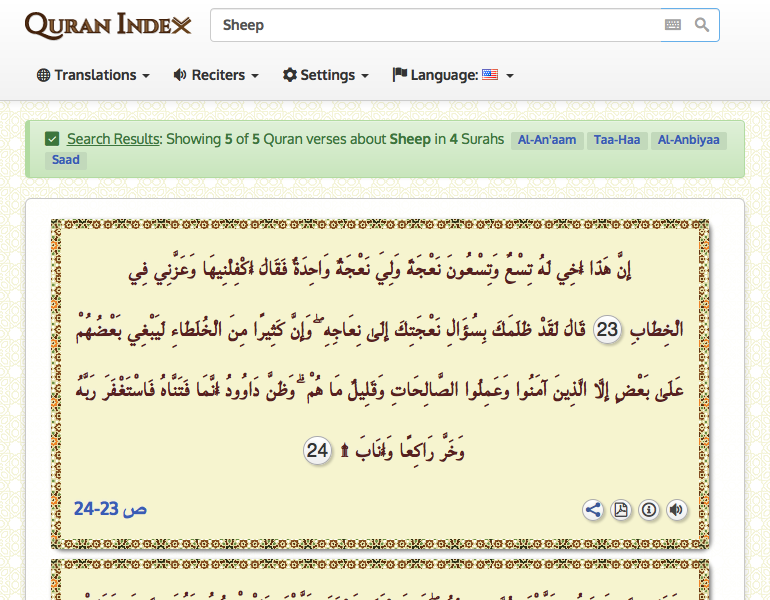 QURAN INDEX
Sheep
Translations
Reciters
Settings
Language:
Search Results: Showing 5 of 5 Quran verses about Sheep in 4 Surahs Al-An'aam Taa-Haa Al-Anbiyaa
Saad
إِنَّ هَٰذَا أَخِي لَهُ تِسْعٌ وَتِسْعُونَ نَعْجَةً وَلِيَ نَعْجَةٌ وَاحِدَةٌ فَقَالَ أَكْفِلْنِيهَا وَعَزَّنِي فِي
الْخِطَابِ 23 قَالَ لَقَدْ ظَلَمَكَ بِسُؤَالِ نَعْجَتِكَ إِلَىٰ نِعَاجِهِ ۖ وَإِنَّ كَثِيرًا مِنَ الْخُلَطَاءِ لَيَبْغِي بَعْضُهُمْ
عَلَىٰ بَعْضٍ إِلَّا الَّذِينَ آمَنُوا وَعَمِلُوا الصَّالِحَاتِ وَقَلِيلٌ مَا هُمْ ۗ وَظَنَّ دَاوُودُ أَنَّمَا فَتَنَّاهُ فَاسْتَغْفَرَ رَبَّهُ
وَخَرَّ رَاكِعًا وَأَنَابَ ۩ 24
ص 23-24